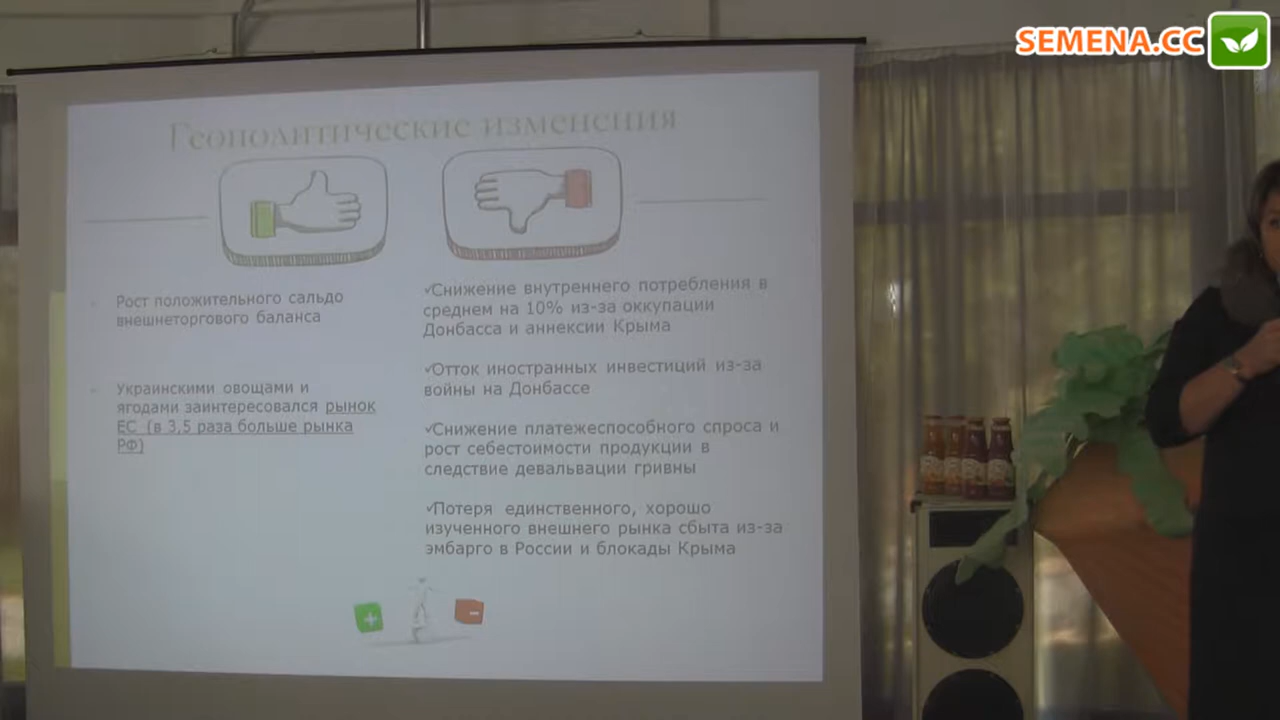 SEMENA.CC
Геополитические изменения
Рост положительного сальдо
внешнеторгового баланса
Украинскими овощами и
ягодами заинтересовался рынок
ЕС (в 3,5 раза больше рынка
РФ)
✓Снижение внутреннего потребления в
среднем на 10% из-за оккупации
Донбасса и аннексии Крыма
✓Отток иностранных инвестиций из-за
войны на Донбассе
✓Снижение платежеспособного спроса и
рост себестоимости продукции в
следствие девальвации гривны
✓Потеря единственного, хорошо
изученного внешнего рынка сбыта из-за
эмбарго в России и блокады Крыма
+
-